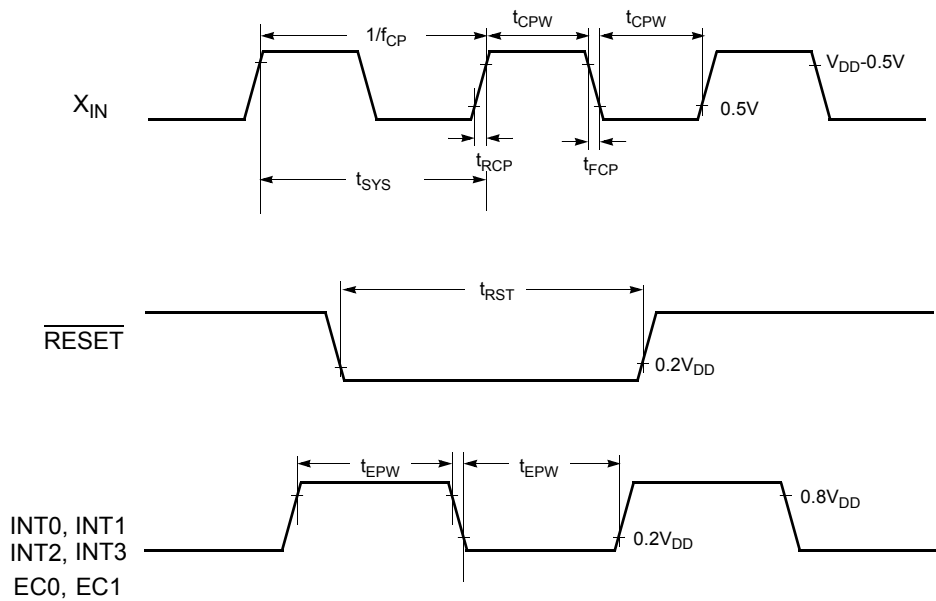 1/fCP tCPW tCPW
VDD-0.5V
XIN 0.5V
tRCP tFCP
tSYS
tRST
RESET
0.2VDD
tEPW tEPW
0.8VDD
INT0, INT1
0.2VDD
INT2, INT3
EC0, EC1